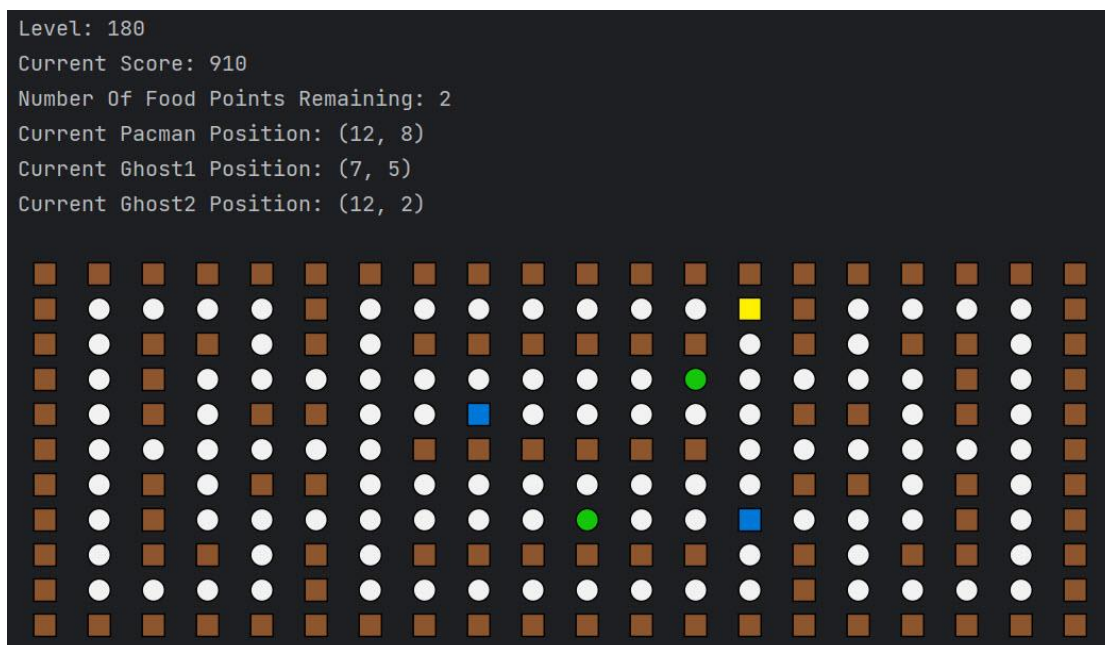 Level: 180
Current Score: 910
Number Of Food Points Remaining: 2
Current Pacman Position: (12, 8)
Current Ghost1 Position: (7, 5)
Current Ghost2 Position: (12, 2)